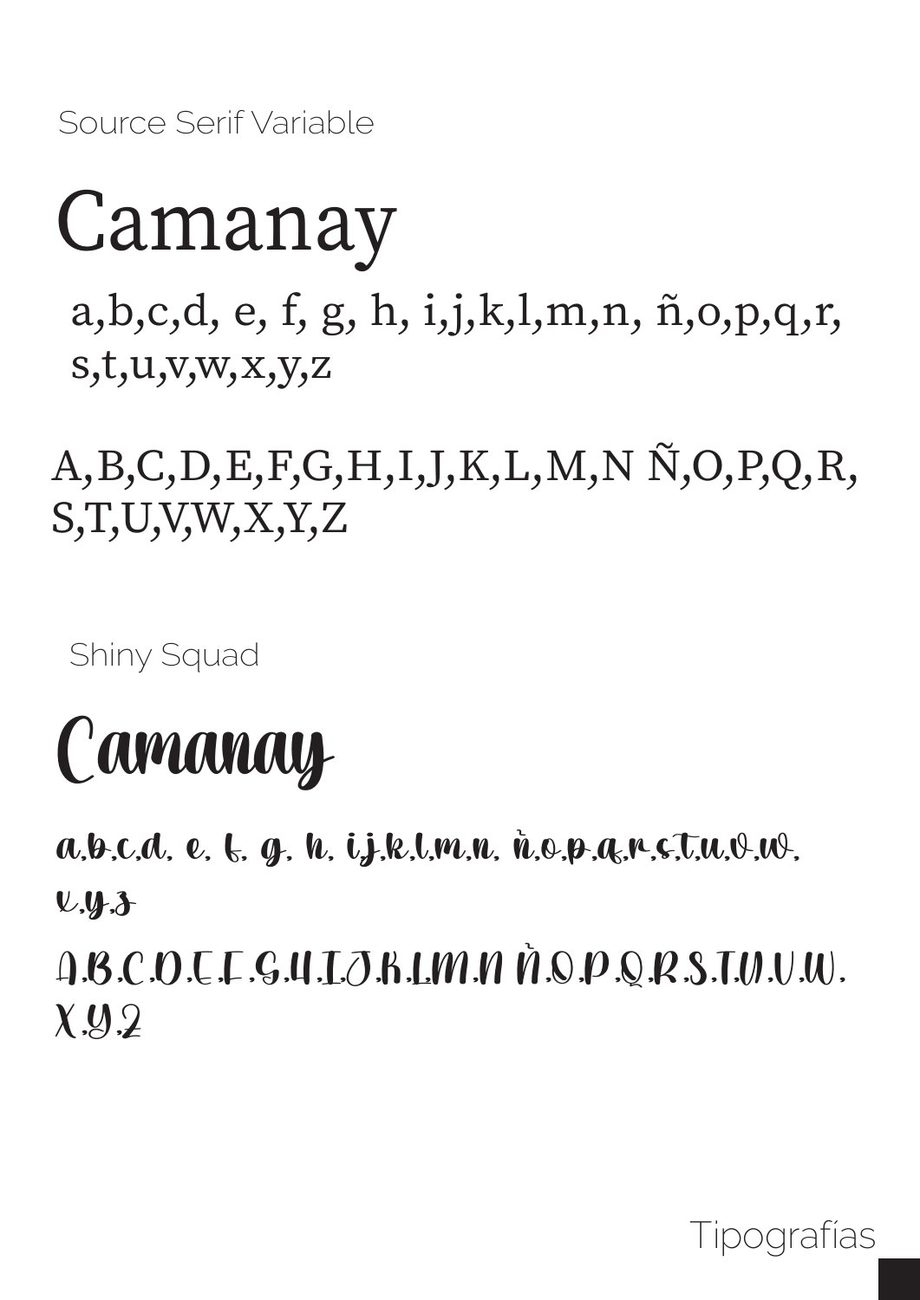 Source Serif Variable
Camanay
a,b,c,d, e, f, g, h, i,j,k,l,m,n, ñ,o,p,q,r,
s,t,u,v,w,x,y,z
A,B,C,D,E,F,G,H,I,J,K,L,M,N Ñ,O,P,Q,R,
S,T,U,V,W,X,Y,Z
Shiny Squad
Camanay
a,b,c,d, e, f, g, h, i,j,k,l,m,n, ñ,o,p,q,r,s,t,u,v,w,
x,y,z
A,B,C,D,E,F,G,H,I,J,K,L,M,N Ñ,O,P,Q,R,S,T,U,V,W,
X,Y,Z
Tipografías